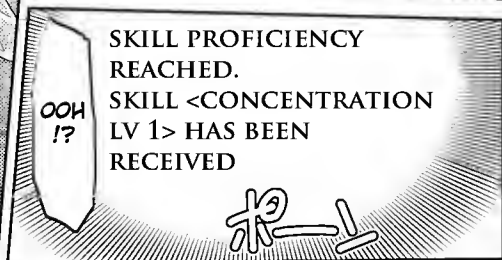 OOH
!?
SKILL PROFICIENCY
REACHED.
SKILL <CONCENTRATION
LV 1> HAS BEEN
RECEIVED
ポーン